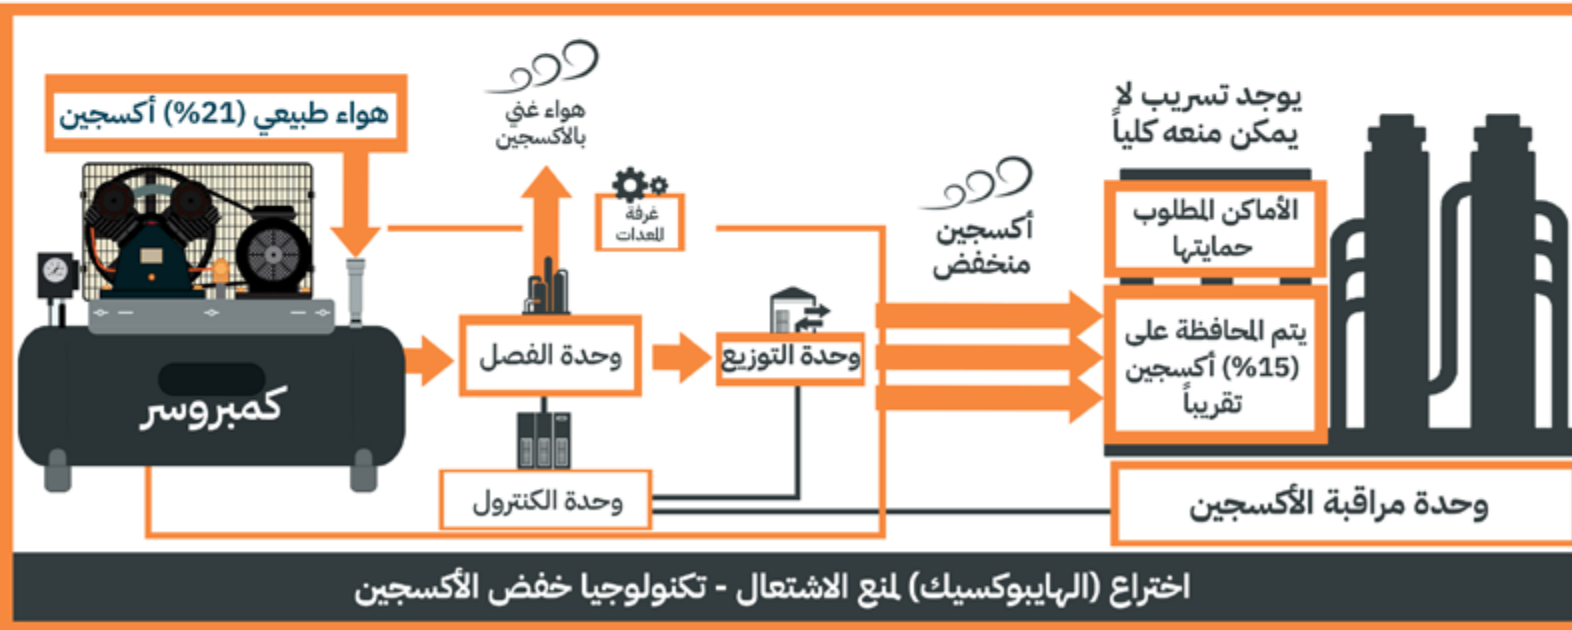 هواء طبيعي (21%) أكسجين
هواء غني
بالاكسجين
غرفة
المعدات
أكسجين
منخفض
يوجد تسريب لا
يمكن منعه كلياً
الأماكن المطلوب
حمايتها
يتم المحافظة على
(15%) أكسجين
تقريباً
كمبروسر
وحدة الفصل
وحدة التوزيع
وحدة الكنترول
وحدة مراقبة الأكسجين
اختراع (الهايبوكسيك) لمنع الاشتعال - تكنولوجيا خفض الأكسجين